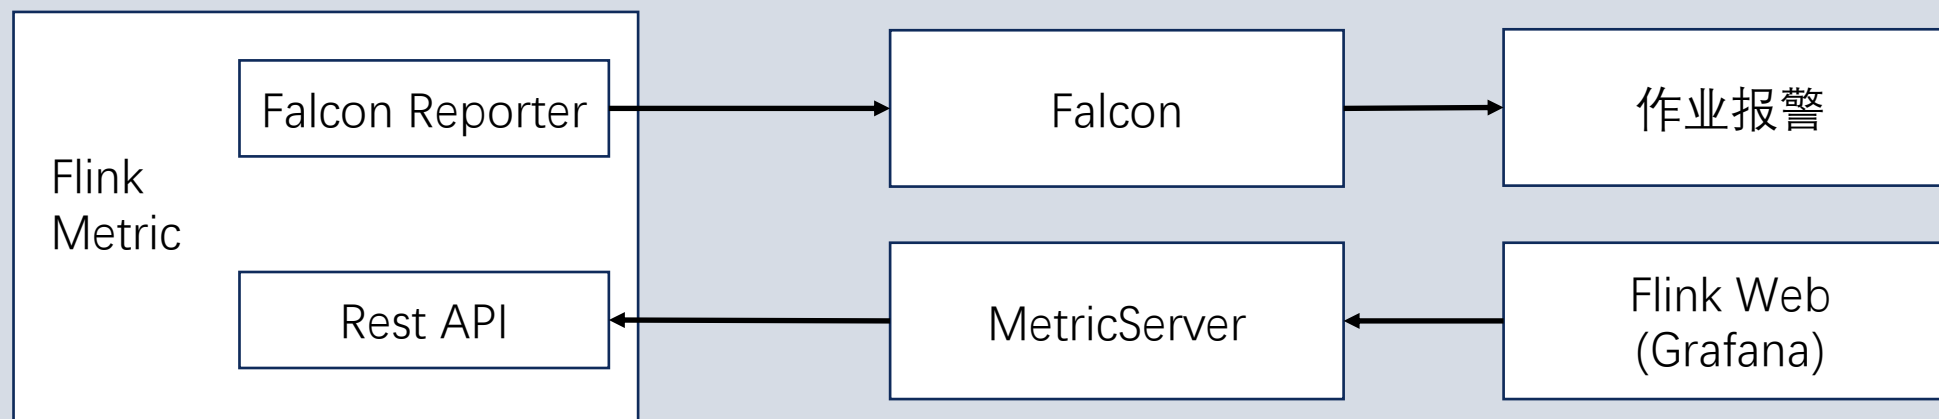 Falcon Reporter
Falcon
作业报警
Flink
Metric
Rest API
MetricServer
Flink Web
(Grafana)